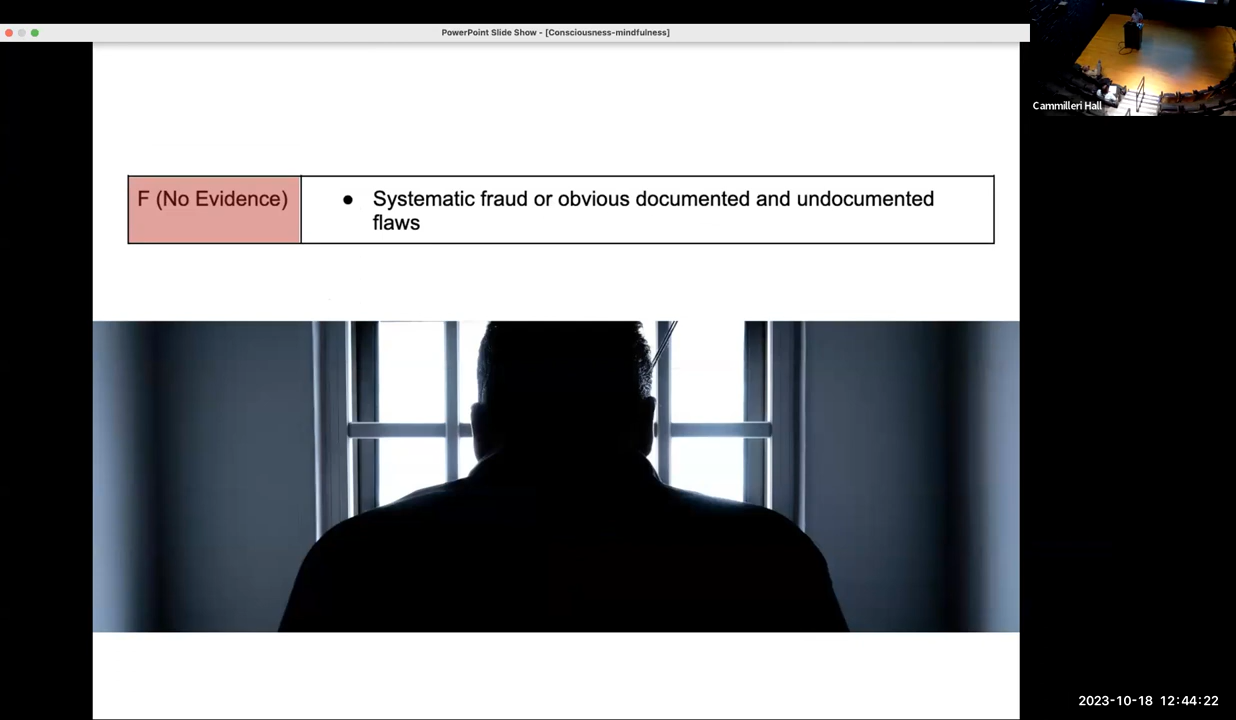 PowerPoint Slide Show - [Consciousness-mindfulness]
Cammilleri Hall
F (No Evidence)
● Systematic fraud or obvious documented and undocumented
flaws
2023-10-18 12:44:22